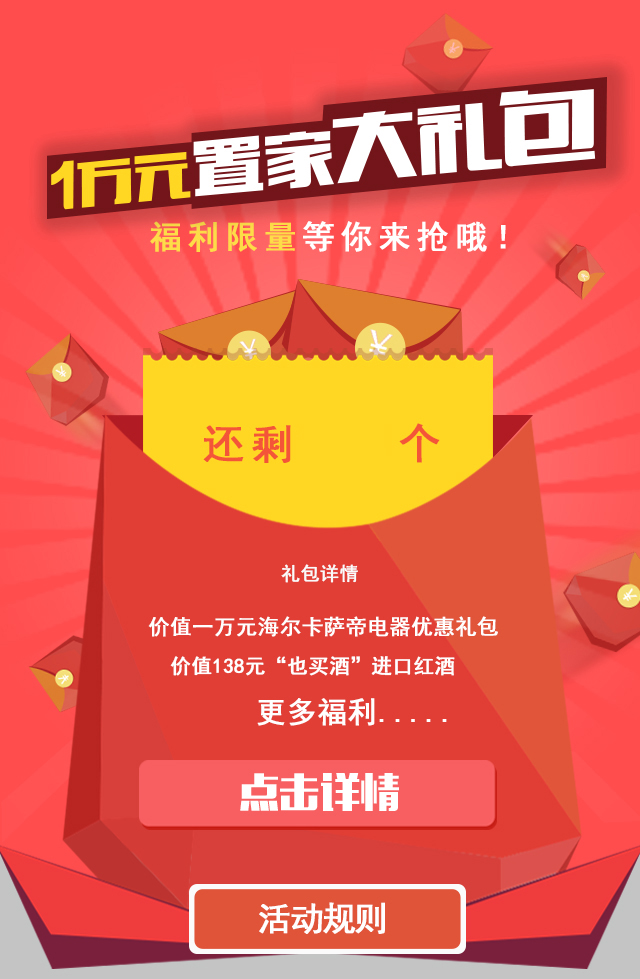 1万元置家大礼包
福利限量等你来抢哦!
还剩 个
礼包详情
价值一万元海尔卡萨帝电器优惠礼包
价值138元“也买酒”进口红酒
更多福利.....
点击详情
活动规则